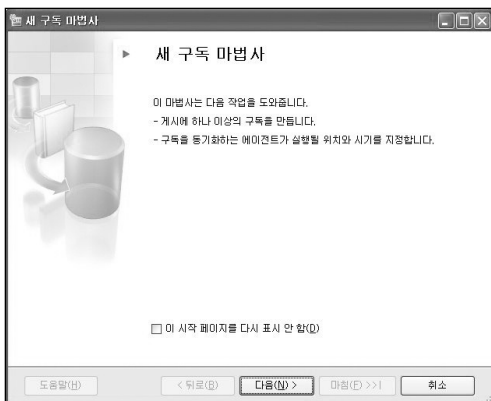 새 구독 마법사
새 구독 마법사
이 마법사는 다음 작업을 도와줍니다.
- 게시에 하나 이상의 구독을 만듭니다.
- 구독을 동기화하는 에이전트가 실행될 위치와 시기를 지정합니다.
이 시작 페이지를 다시 표시 안 함(D)
도움말(H)
< 뒤로(B)
다음(N) >
마침(F) >>|
취소